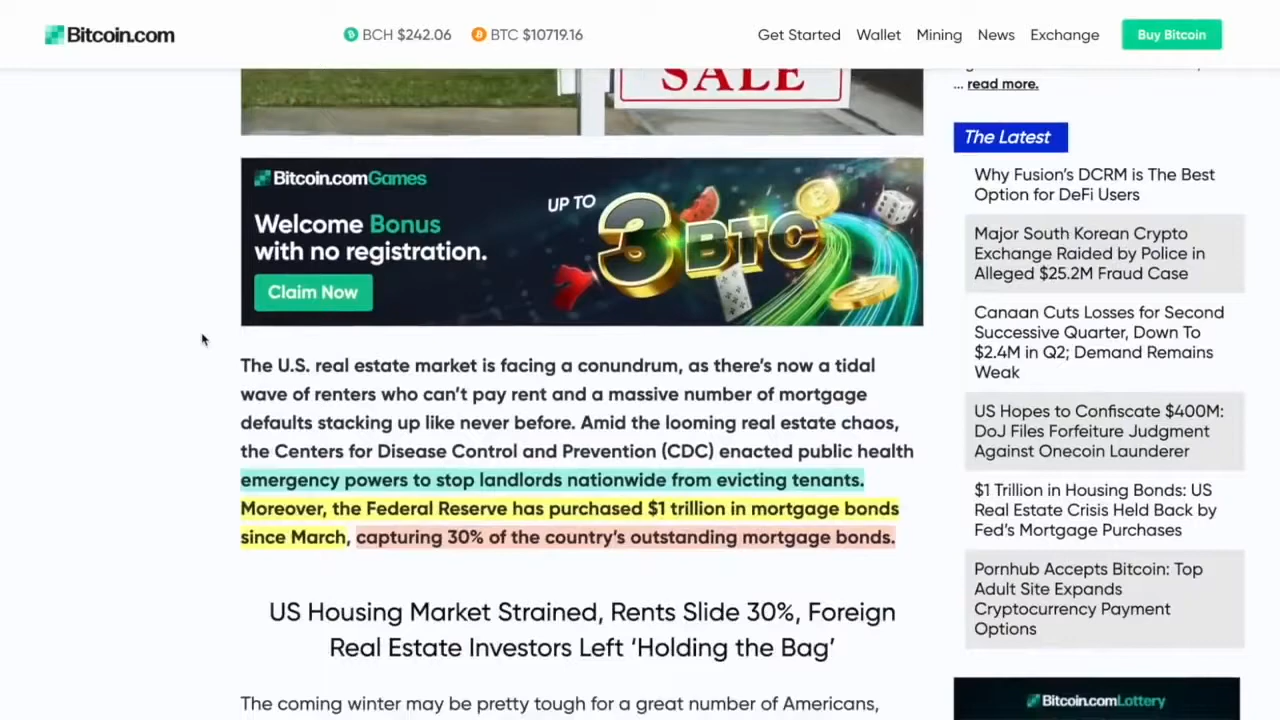 Bitcoin.com
BCH $242.06
BTC $10719.16
Get Started
Wallet
Mining
News
Exchange
Buy Bitcoin
SALE
Bitcoin.comGames
Welcome Bonus
with no registration.
Claim Now
UP TO
3 BTC
The U.S. real estate market is facing a conundrum, as there’s now a tidal
wave of renters who can’t pay rent and a massive number of mortgage
defaults stacking up like never before. Amid the looming real estate chaos,
the Centers for Disease Control and Prevention (CDC) enacted public health
emergency powers to stop landlords nationwide from evicting tenants.
Moreover, the Federal Reserve has purchased $1 trillion in mortgage bonds
since March, capturing 30% of the country’s outstanding mortgage bonds.
US Housing Market Strained, Rents Slide 30%, Foreign
Real Estate Investors Left ‘Holding the Bag’
The coming winter may be pretty tough for a great number of Americans,
... read more.
The Latest
Why Fusion’s DCRM is The Best
Option for DeFi Users
Major South Korean Crypto
Exchange Raided by Police in
Alleged $25.2M Fraud Case
Canaan Cuts Losses for Second
Successive Quarter, Down To
$2.4M in Q2; Demand Remains
Weak
US Hopes to Confiscate $400M:
DoJ Files Forfeiture Judgment
Against Onecoin Launderer
$1 Trillion in Housing Bonds: US
Real Estate Crisis Held Back by
Fed’s Mortgage Purchases
Pornhub Accepts Bitcoin: Top
Adult Site Expands
Cryptocurrency Payment
Options
Bitcoin.comLottery